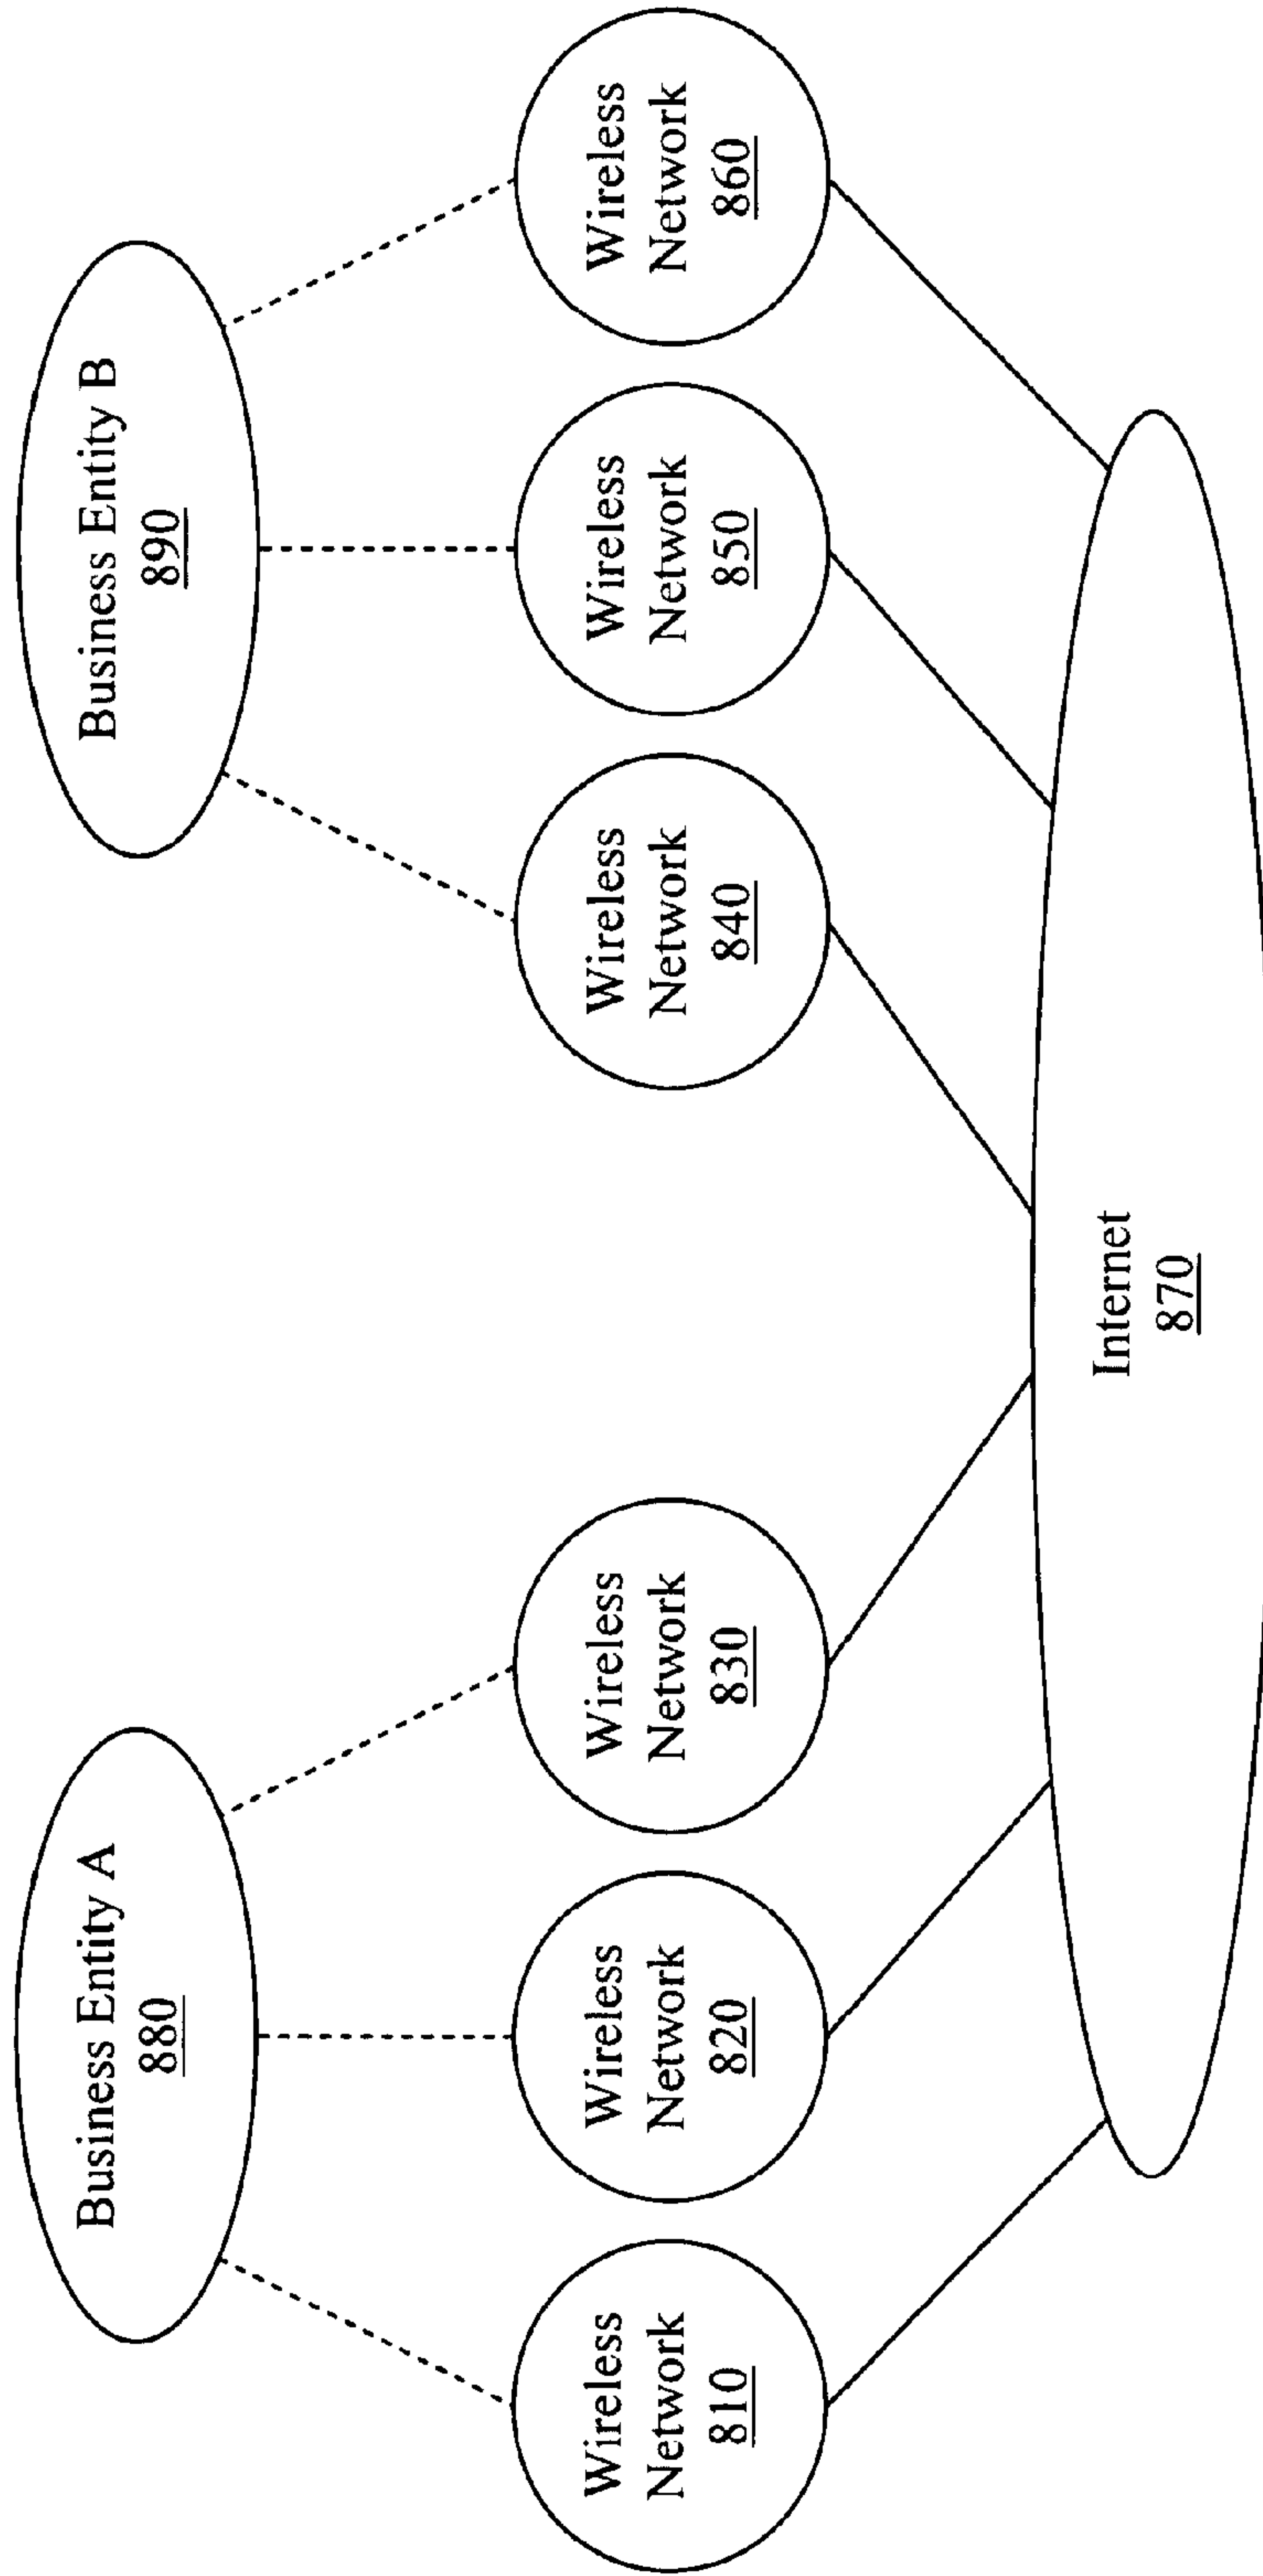 Business Entity A
880
Business Entity B
890
Wireless
Network
810
Wireless
Network
820
Wireless
Network
830
Wireless
Network
840
Wireless
Network
850
Wireless
Network
860
Internet
870